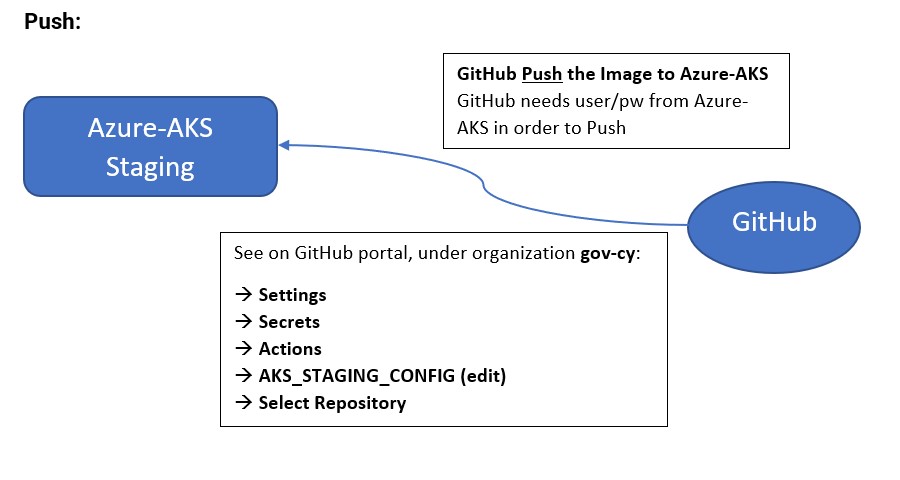 Push:
GitHub Push the Image to Azure-AKS
GitHub needs user/pw from Azure-
AKS in order to Push
Azure-AKS
Staging
GitHub
See on GitHub portal, under organization gov-cy:
→ Settings
→ Secrets
→ Actions
→ AKS_STAGING_CONFIG (edit)
→ Select Repository